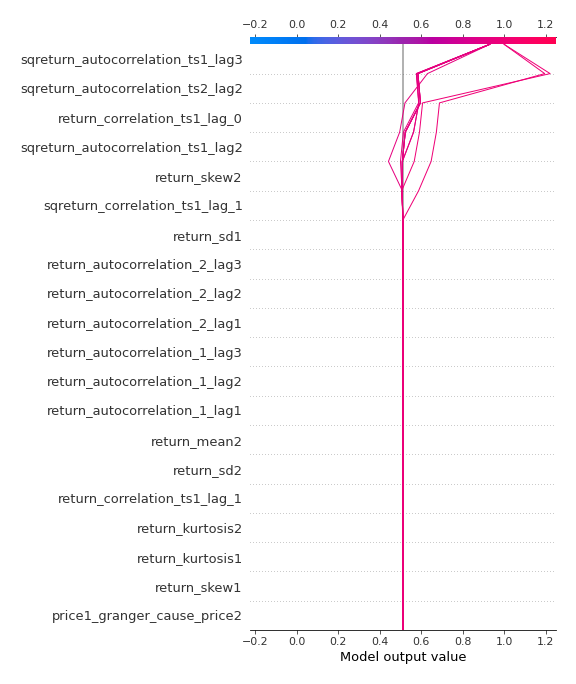 −0.2 0.0 0.2 0.4 0.6 0.8 1.0 1.2
sqreturn_autocorrelation_ts1_lag3
sqreturn_autocorrelation_ts2_lag2
return_correlation_ts1_lag_0
sqreturn_autocorrelation_ts1_lag2
return_skew2
sqreturn_correlation_ts1_lag_1
return_sd1
return_autocorrelation_2_lag3
return_autocorrelation_2_lag2
return_autocorrelation_2_lag1
return_autocorrelation_1_lag3
return_autocorrelation_1_lag2
return_autocorrelation_1_lag1
return_mean2
return_sd2
return_correlation_ts1_lag_1
return_kurtosis2
return_kurtosis1
return_skew1
price1_granger_cause_price2
−0.2 0.0 0.2 0.4 0.6 0.8 1.0 1.2
Model output value